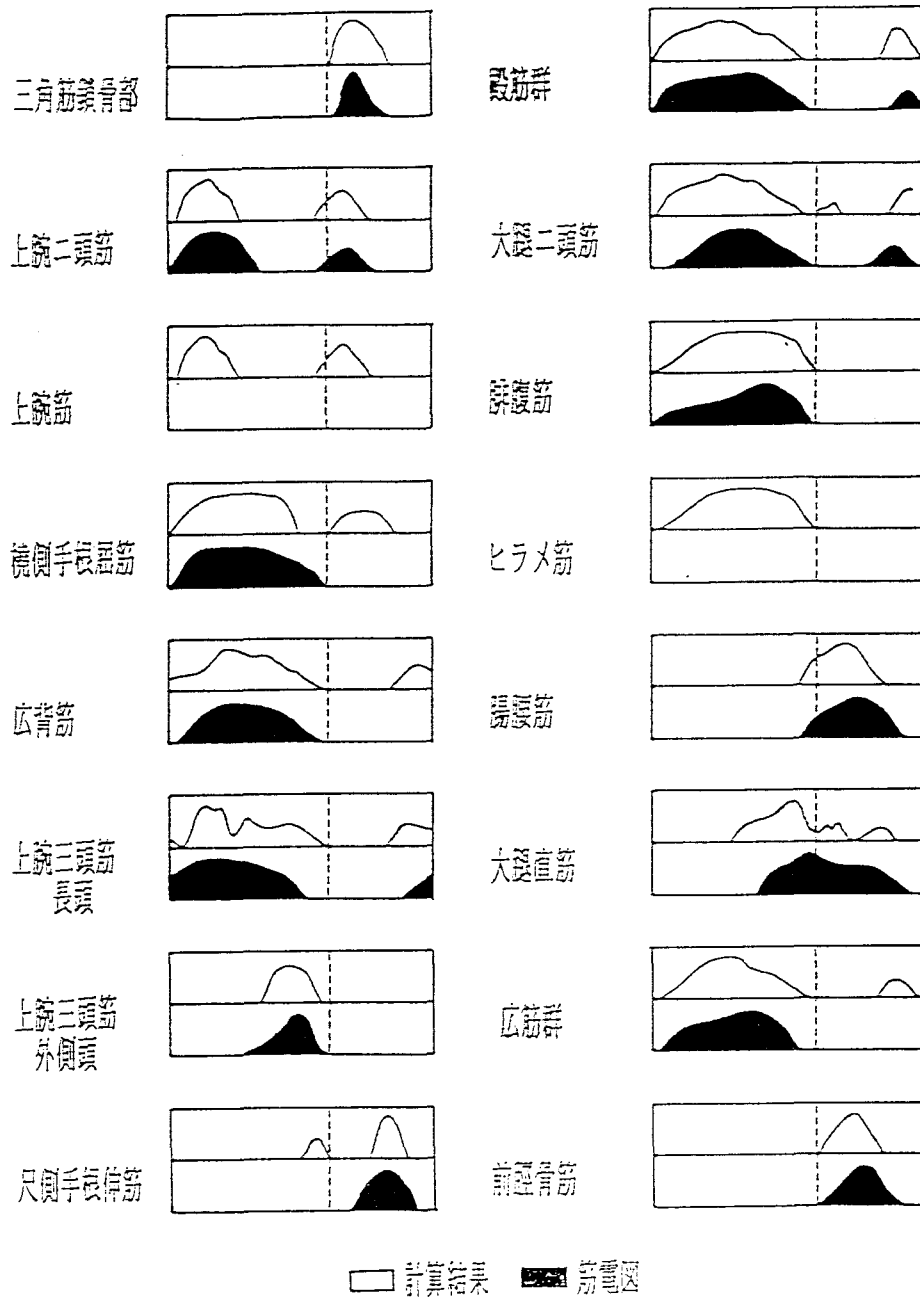 三角筋鎖骨部
上腕二頭筋
上腕筋
橈側手根屈筋
広背筋
上腕三頭筋
長頭
上腕三頭筋
外側頭
尺側手根伸筋
殿筋群
大腿二頭筋
腓腹筋
ヒラメ筋
腸腰筋
大腿直筋
広筋群
前脛骨筋
計算結果 筋電図